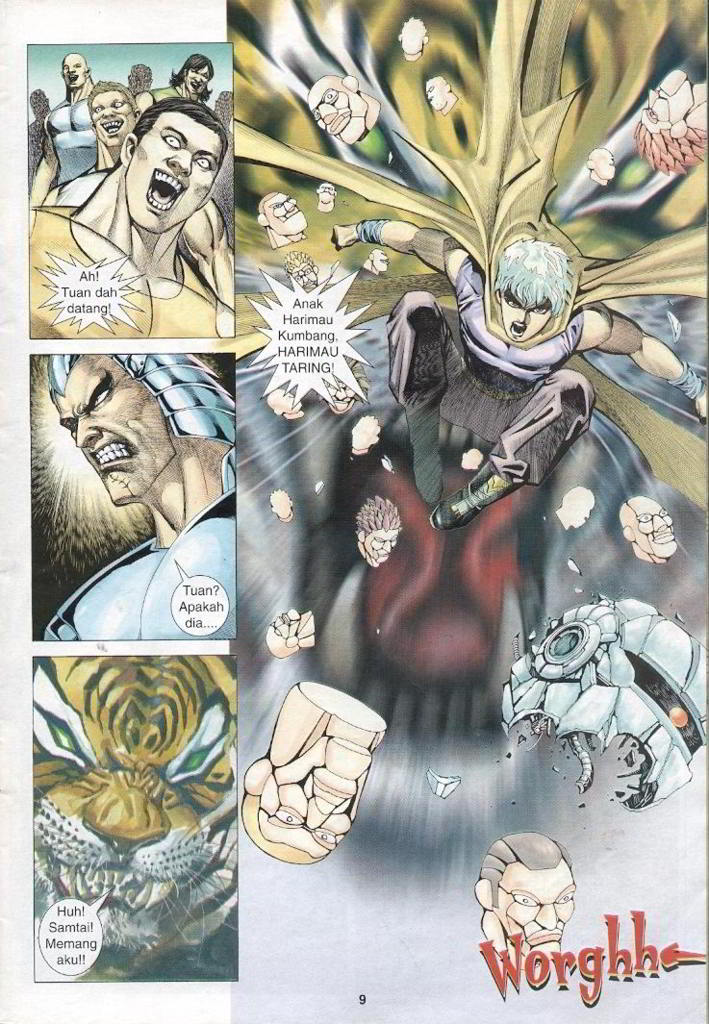 Ah!
Tuan dah
datang!
Tuan?
Apakah
dia....
Huh!
Samtai!
Memang
aku!!
Anak
Harimau
Kumbang,
HARIMAU
TARING!
Worghh
9